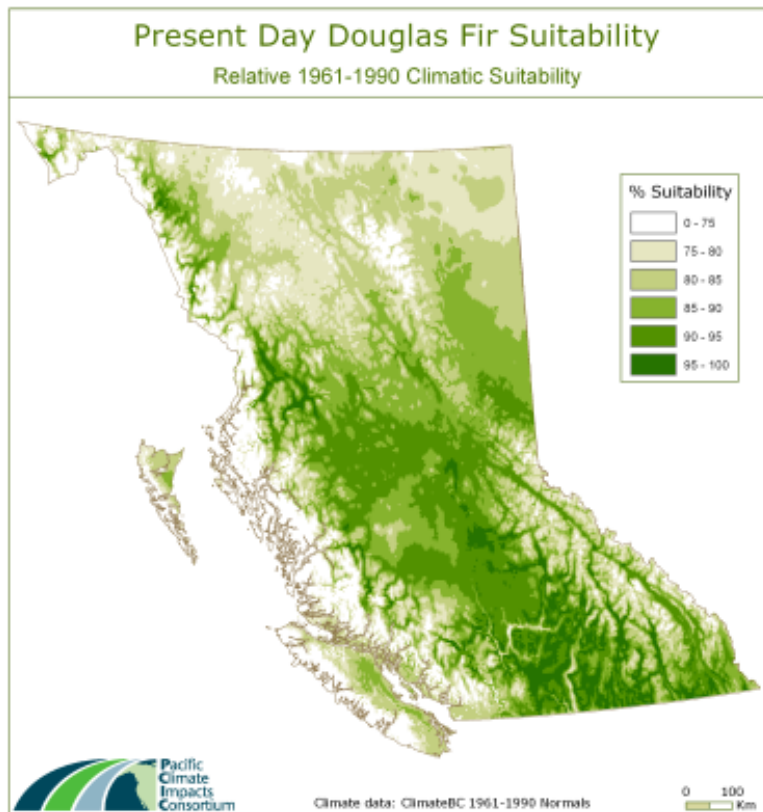 Present Day Douglas Fir Suitability
Relative 1961-1990 Climatic Suitability
% Suitability
0 - 75
75 - 80
80 - 85
85 - 90
90 - 95
95 - 100
Pacific
Climate
Impacts
Consortium
Climate data: ClimateBC 1961-1990 Normals
0 100
Km